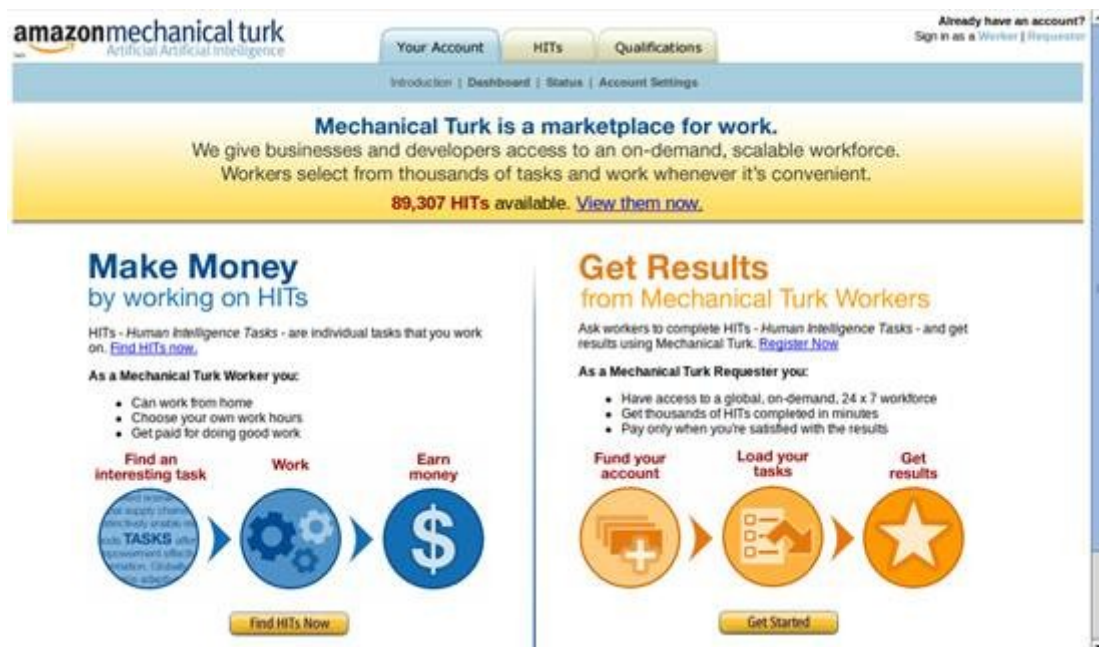 amazonmechanical turk
Artificial Artificial Intelligence
Your Account
HITs
Qualifications
Already have an account?
Sign in as a Worker | Requester
Introduction | Dashboard | Status | Account Settings
Mechanical Turk is a marketplace for work.
We give businesses and developers access to an on-demand, scalable workforce.
Workers select from thousands of tasks and work whenever it's convenient.
89,307 HITs available. View them now.
Make Money
by working on HITs
HITs - Human Intelligence Tasks - are individual tasks that you work
on. Find HITs now.
As a Mechanical Turk Worker you:
• Can work from home
• Choose your own work hours
• Get paid for doing good work
Find an
interesting task
Work
Earn
money
TASKS
$
Find HITs Now
Get Results
from Mechanical Turk Workers
Ask workers to complete HITs - Human Intelligence Tasks - and get
results using Mechanical Turk. Register Now
As a Mechanical Turk Requester you:
• Have access to a global, on-demand, 24 x 7 workforce
• Get thousands of HITs completed in minutes
• Pay only when you're satisfied with the results
Fund your
account
Load your
tasks
Get
results
Get Started